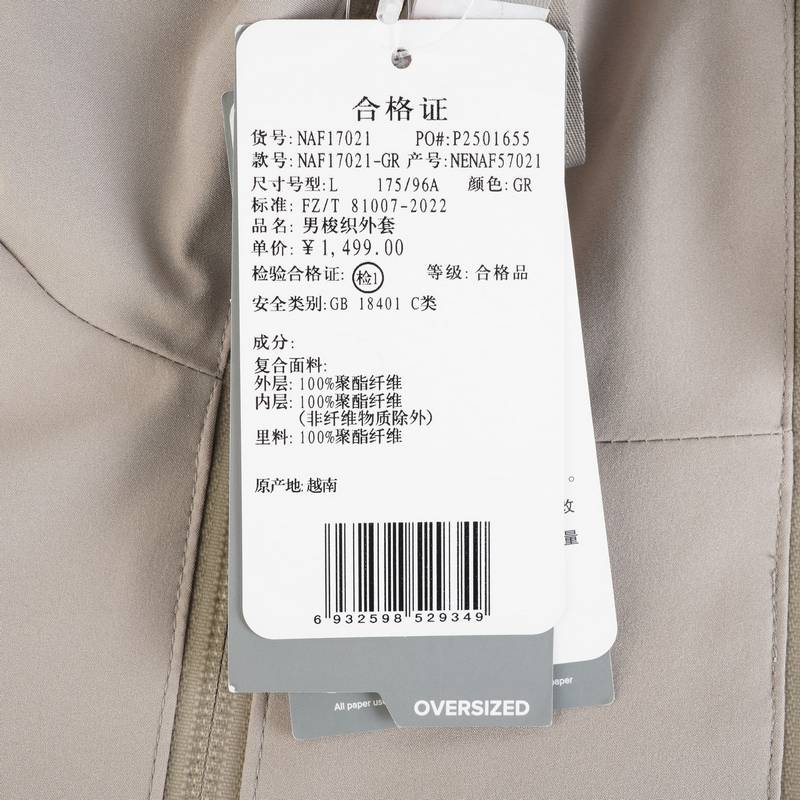 合格证
货号:NAF17021 PO#:P2501655
款号:NAF17021-GR 产号:NENAF57021
尺寸号型:L 175/96A 颜色:GR
标准: FZ/T 81007-2022
品名: 男梭织外套
单价: ¥1,499.00
检验合格证: 检1 等级: 合格品
安全类别:GB 18401 C类
成分:
复合面料:
外层: 100%聚酯纤维
内层: 100%聚酯纤维
(非纤维物质除外)
里料: 100%聚酯纤维
原产地:越南
6 932598 529349
。
量
All paper use
paper
OVERSIZED